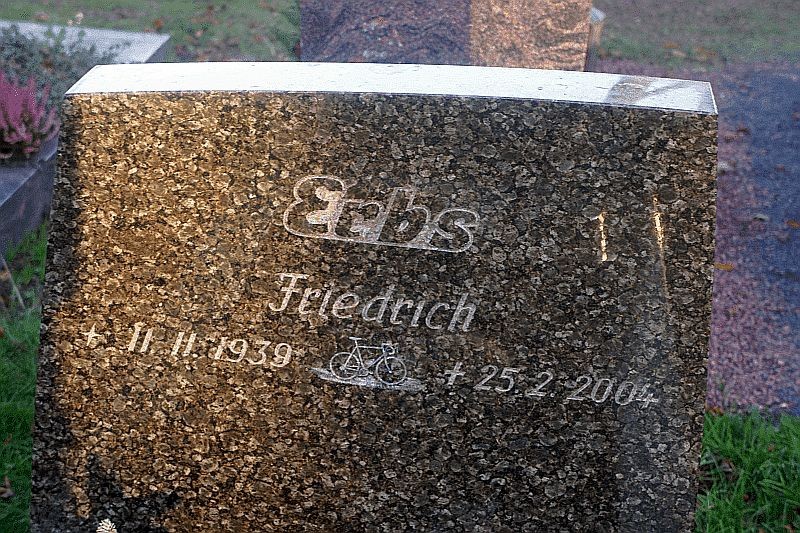 Erbs
Friedrich
+ 11. 11. 1939 + 25. 2. 2004